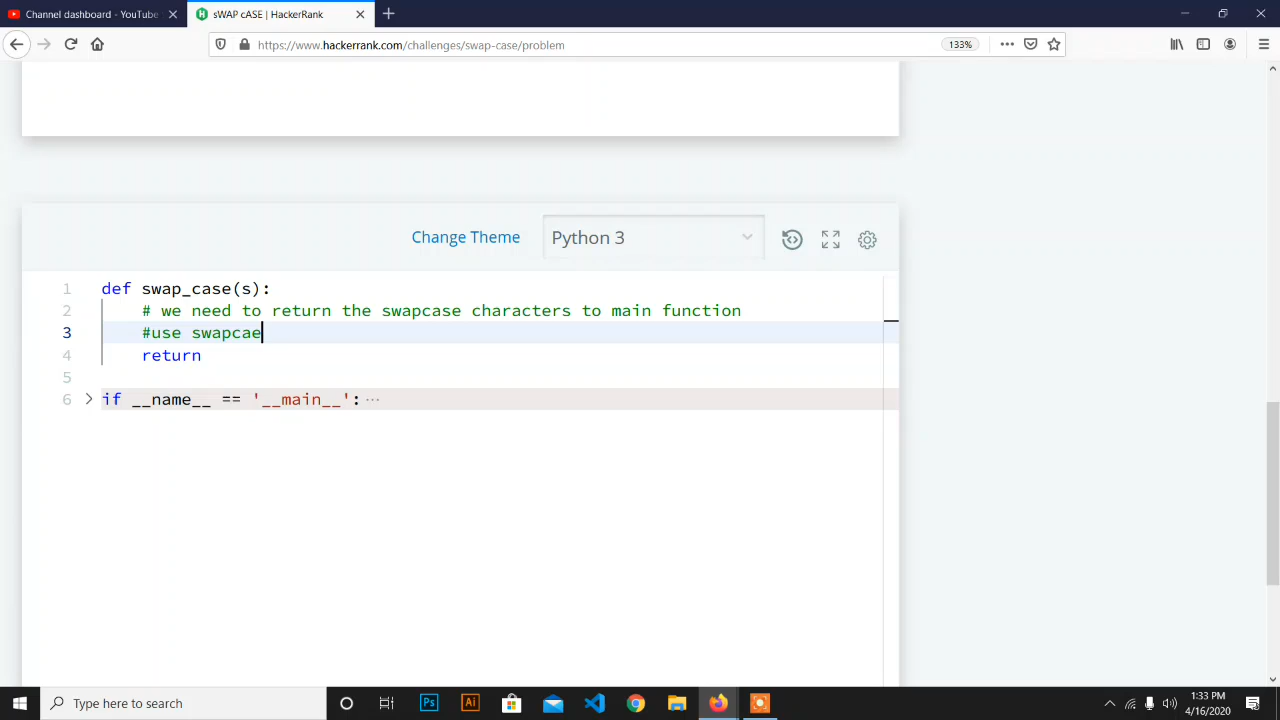 Channel dashboard - YouTube
sWAP cASE | HackerRank
https://www.hackerrank.com/challenges/swap-case/problem
133%
Change Theme
Python 3
1 def swap_case(s):
2 # we need to return the swapcase characters to main function
3 #use swapcae
4 return
5
6 if __name__ == '__main__':
Type here to search
Ps
Ai
1:33 PM
4/16/2020